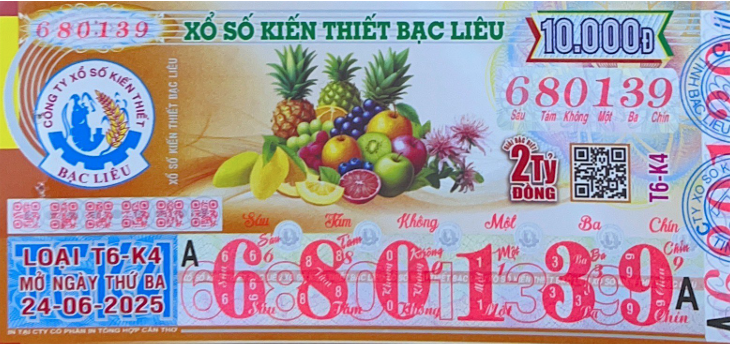 680139
XỔ SỐ KIẾN THIẾT BẠC LIÊU
10.000Đ
CÔNG TY XỔ SỐ KIẾN THIẾT
BẠC LIÊU
XỔ SỐ KIẾN THIẾT BẠC LIÊU
680139
Sáu Tám Không Một Ba Chín
GIẢI ĐẶC BIỆT
2TỶ
ĐỒNG
T6-K4
Sáu Tám Không Một Ba Chín
LOẠI T6-K4
MỞ NGÀY THỨ BA
24-06-2025
A 680139 A
IN TẠI CTY CỔ PHẦN IN TỔNG HỢP CẦN THƠ